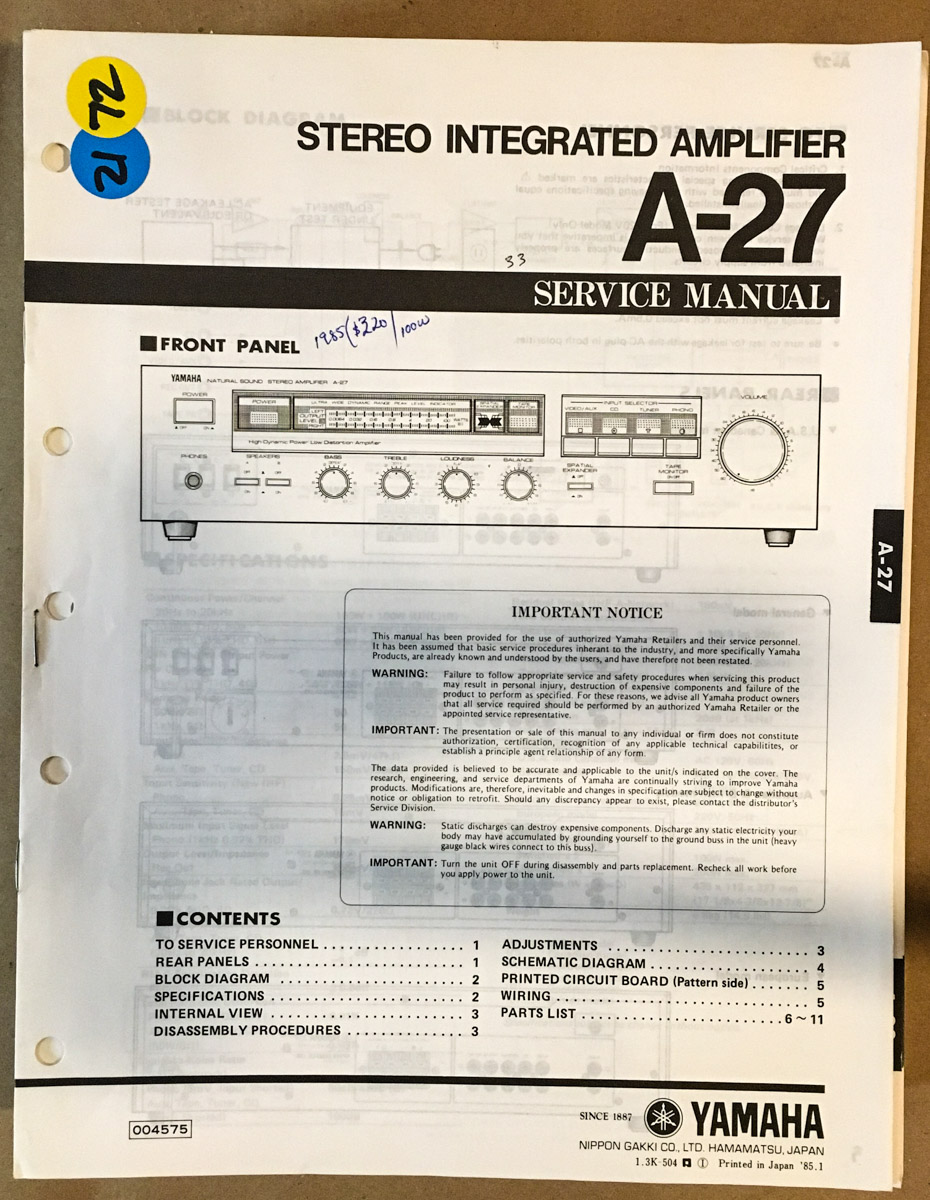 ZL
12
STEREO INTEGRATED AMPLIFIER
A-27
33
SERVICE MANUAL
1985 ($320/100W
■FRONT PANEL
YAMAHA NATURAL SOUND STEREO AMPLIFIER A-27
POWER
POWER
ULTRA WIDE DYNAMIC RANGE PEAK LEVEL INDICATOR
LEFT
OUTPUT
LEVEL
SPATIAL
EXPANDER
TAPE
MONITOR
INPUT SELECTOR
VIDEO/AUX CD TUNER PHONO
VOLUME
High Dynamic Power Low Distortion Amplifier
PHONES
SPEAKERS
BASS
TREBLE
LOUDNESS
BALANCE
SPATIAL
EXPANDER
TAPE
MONITOR
A-27
IMPORTANT NOTICE
This manual has been provided for the use of authorized Yamaha Retailers and their service personnel.
It has been assumed that basic service procedures inherant to the industry, and more specifically Yamaha
Products, are already known and understood by the users, and have therefore not been restated.
WARNING: Failure to follow appropriate service and safety procedures when servicing this product
may result in personal injury, destruction of expensive components and failure of the
product to perform as specified. For these reasons, we advise all Yamaha product owners
that all service required should be performed by an authorized Yamaha Retailer or the
appointed service representative.
IMPORTANT: The presentation or sale of this manual to any individual or firm does not constitute
authorization, certification, recognition of any applicable technical capabilitites, or
establish a principle agent relationship of any form.
The data provided is believed to be accurate and applicable to the unit/s indicated on the cover. The
research, engineering, and service departments of Yamaha are continually striving to improve Yamaha
products. Modifications are, therefore, inevitable and changes in specification are subject to change without
notice or obligation to retrofit. Should any discrepancy appear to exist, please contact the distributor's
Service Division.
WARNING: Static discharges can destroy expensive components. Discharge any static electricity your
body may have accumulated by grounding yourself to the ground buss in the unit (heavy
gauge black wires connect to this buss).
IMPORTANT: Turn the unit OFF during disassembly and parts replacement. Recheck all work before
you apply power to the unit.
■CONTENTS
TO SERVICE PERSONNEL . . . . . . . . . . . . . . . . 1
REAR PANELS . . . . . . . . . . . . . . . . . . . . . . . . 1
BLOCK DIAGRAM . . . . . . . . . . . . . . . . . . . . . 2
SPECIFICATIONS . . . . . . . . . . . . . . . . . . . . . . 2
INTERNAL VIEW . . . . . . . . . . . . . . . . . . . . . . 3
DISASSEMBLY PROCEDURES . . . . . . . . . . . . . 3
ADJUSTMENTS . . . . . . . . . . . . . . . . . . . . . . . 3
SCHEMATIC DIAGRAM . . . . . . . . . . . . . . . . . . 4
PRINTED CIRCUIT BOARD (Pattern side) . . . . . . . 5
WIRING . . . . . . . . . . . . . . . . . . . . . . . . . . . . 5
PARTS LIST . . . . . . . . . . . . . . . . . . . . . . . 6 ~ 11
004575
SINCE 1887 YAMAHA
NIPPON GAKKI CO., LTD. HAMAMATSU, JAPAN
1.3K-504 Printed in Japan '85.1